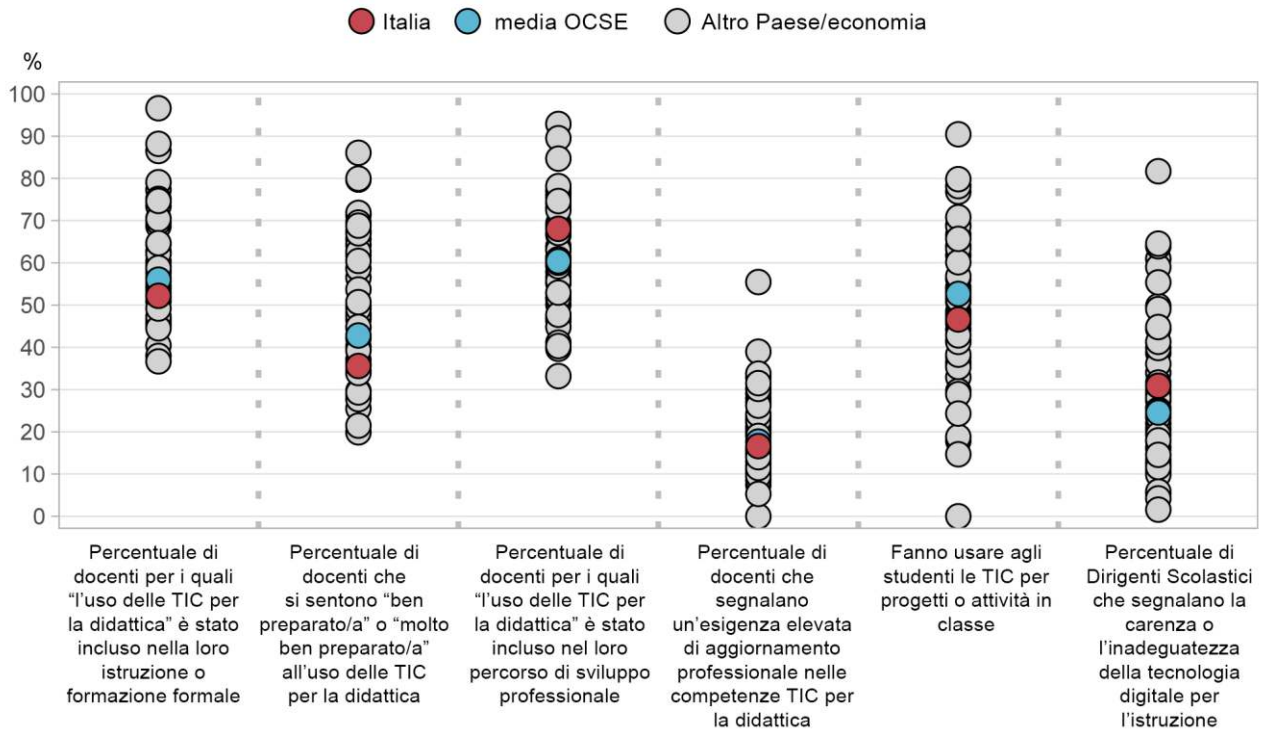 Italia media OCSE Altro Paese/economia
%
100
90
80
70
60
50
40
30
20
10
0
Percentuale di
docenti per i quali
“l’uso delle TIC per
la didattica” è stato
incluso nella loro
istruzione o
formazione formale
Percentuale di
docenti che
si sentono “ben
preparato/a” o “molto
ben preparato/a”
all’uso delle TIC
per la didattica
Percentuale di
docenti per i quali
“l’uso delle TIC per
la didattica” è stato
incluso nel loro
percorso di sviluppo
professionale
Percentuale di
docenti che
segnalano
un’esigenza elevata
di aggiornamento
professionale nelle
competenze TIC per
la didattica
Fanno usare agli
studenti le TIC per
progetti o attività in
classe
Percentuale di
Dirigenti Scolastici
che segnalano la
carenza o
l’inadeguatezza
della tecnologia
digitale per
l’istruzione